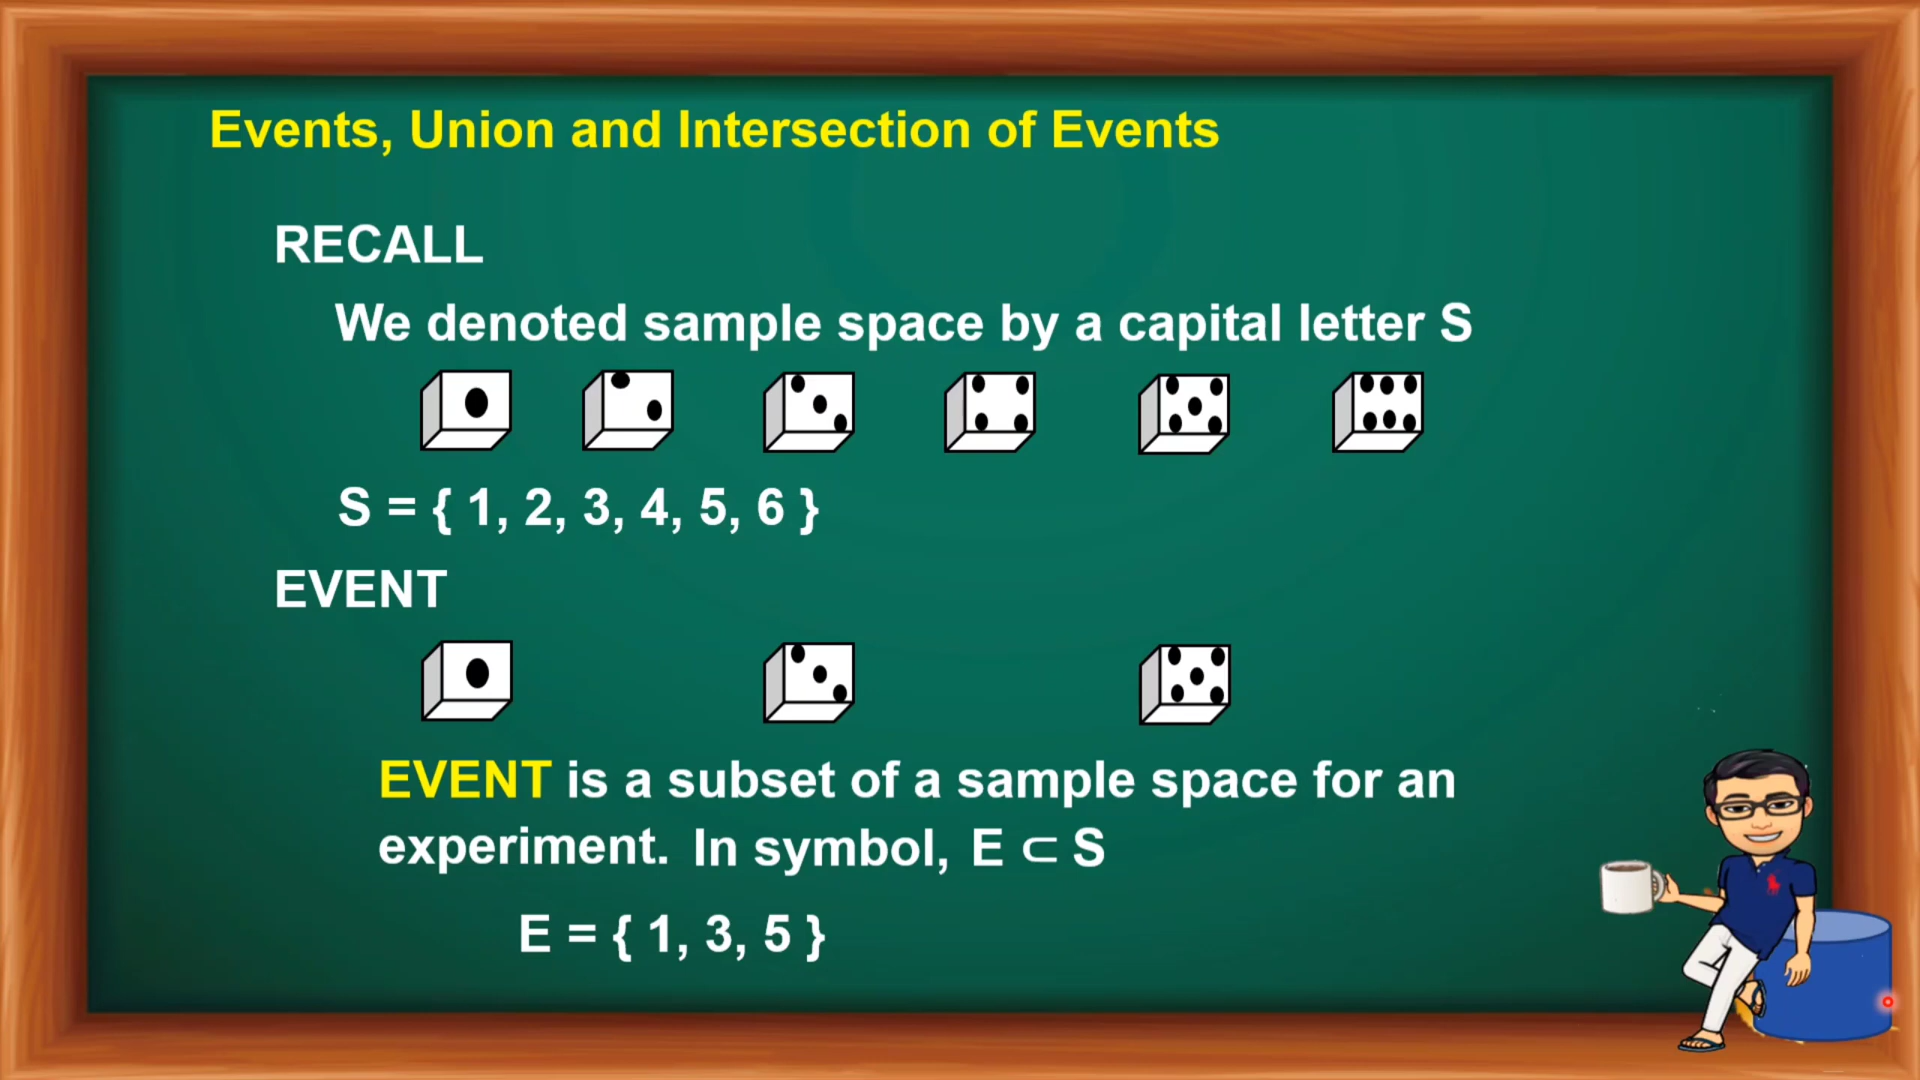 Events, Union and Intersection of Events
RECALL
We denoted sample space by a capital letter S
S = { 1, 2, 3, 4, 5, 6 }
EVENT
EVENT is a subset of a sample space for an
experiment. In symbol, E ⊂ S
E = { 1, 3, 5 }